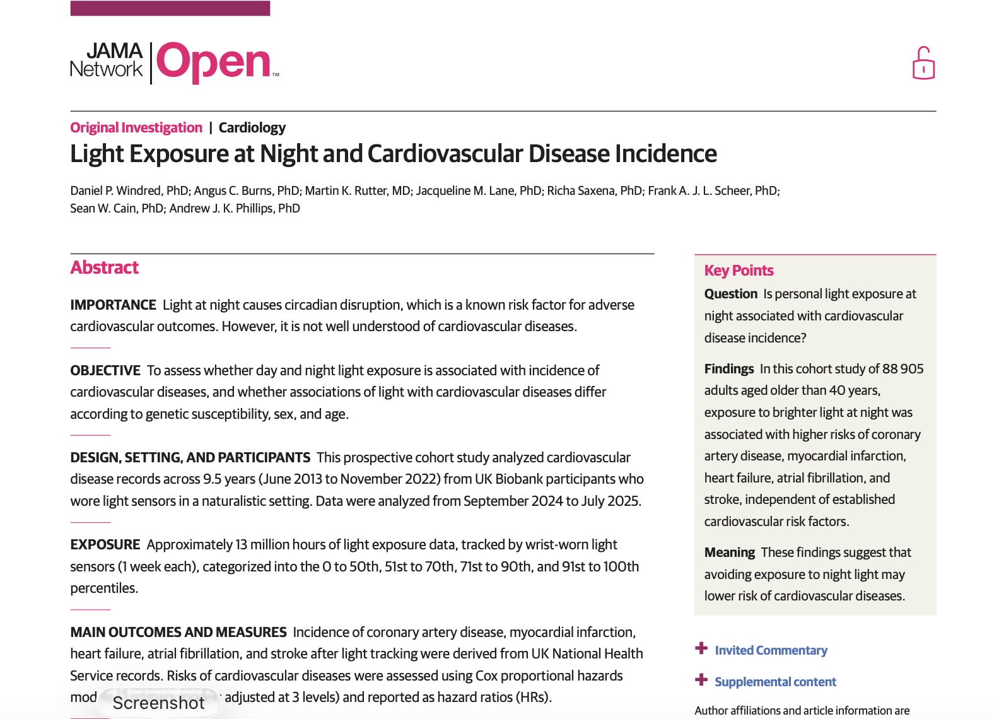 JAMA
Network
Open™
Original Investigation | Cardiology
Light Exposure at Night and Cardiovascular Disease Incidence
Daniel P. Windred, PhD; Angus C. Burns, PhD; Martin K. Rutter, MD; Jacqueline M. Lane, PhD; Richa Saxena, PhD; Frank A. J. L. Scheer, PhD;
Sean W. Cain, PhD; Andrew J. K. Phillips, PhD
Abstract
IMPORTANCE Light at night causes circadian disruption, which is a known risk factor for adverse
cardiovascular outcomes. However, it is not well understood of cardiovascular diseases.
OBJECTIVE To assess whether day and night light exposure is associated with incidence of
cardiovascular diseases, and whether associations of light with cardiovascular diseases differ
according to genetic susceptibility, sex, and age.
DESIGN, SETTING, AND PARTICIPANTS This prospective cohort study analyzed cardiovascular
disease records across 9.5 years (June 2013 to November 2022) from UK Biobank participants who
wore light sensors in a naturalistic setting. Data were analyzed from September 2024 to July 2025.
EXPOSURE Approximately 13 million hours of light exposure data, tracked by wrist-worn light
sensors (1 week each), categorized into the 0 to 50th, 51st to 70th, 71st to 90th, and 91st to 100th
percentiles.
MAIN OUTCOMES AND MEASURES Incidence of coronary artery disease, myocardial infarction,
heart failure, atrial fibrillation, and stroke after light tracking were derived from UK National Health
Service records. Risks of cardiovascular diseases were assessed using Cox proportional hazards
adjusted at 3 levels) and reported as hazard ratios (HRs).
Screenshot
Key Points
Question Is personal light exposure at
night associated with cardiovascular
disease incidence?
Findings In this cohort study of 88 905
adults aged older than 40 years,
exposure to brighter light at night was
associated with higher risks of coronary
artery disease, myocardial infarction,
heart failure, atrial fibrillation, and
stroke, independent of established
cardiovascular risk factors.
Meaning These findings suggest that
avoiding exposure to night light may
lower risk of cardiovascular diseases.
+ Invited Commentary
+ Supplemental content
Author affiliations and article information are